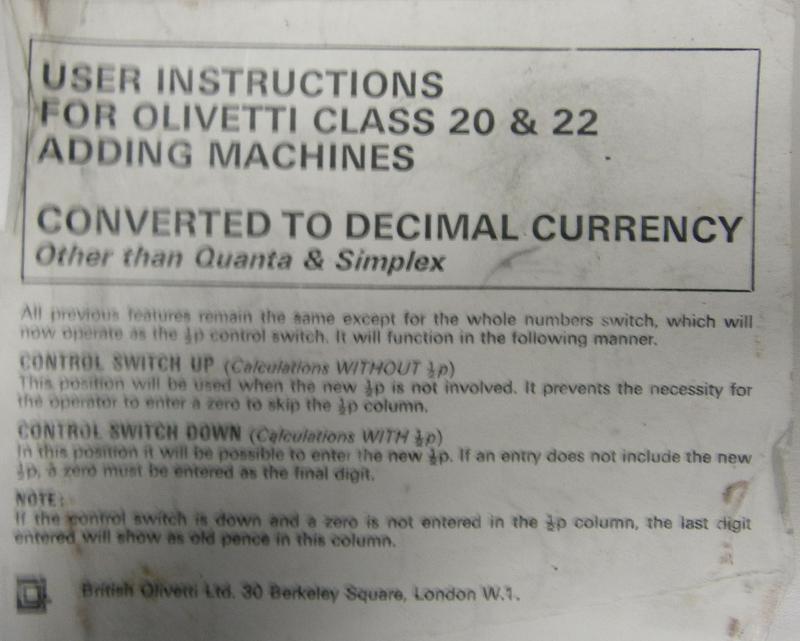 USER INSTRUCTIONS
FOR OLIVETTI CLASS 20 & 22
ADDING MACHINES
CONVERTED TO DECIMAL CURRENCY
Other than Quanta & Simplex
All previous features remain the same except for the whole numbers switch, which will
now operate as the ½p control switch. It will function in the following manner.
CONTROL SWITCH UP (Calculations WITHOUT ½p)
This position will be used when the new ½p is not involved. It prevents the necessity for
the operator to enter a zero to skip the ½p column.
CONTROL SWITCH DOWN (Calculations WITH ½p)
In this position it will be possible to enter the new ½p. If an entry does not include the new
½p, a zero must be entered as the final digit.
NOTE:
If the control switch is down and a zero is not entered in the ½p column, the last digit
entered will show as old pence in this column.
British Olivetti Ltd. 30 Berkeley Square, London W.1.